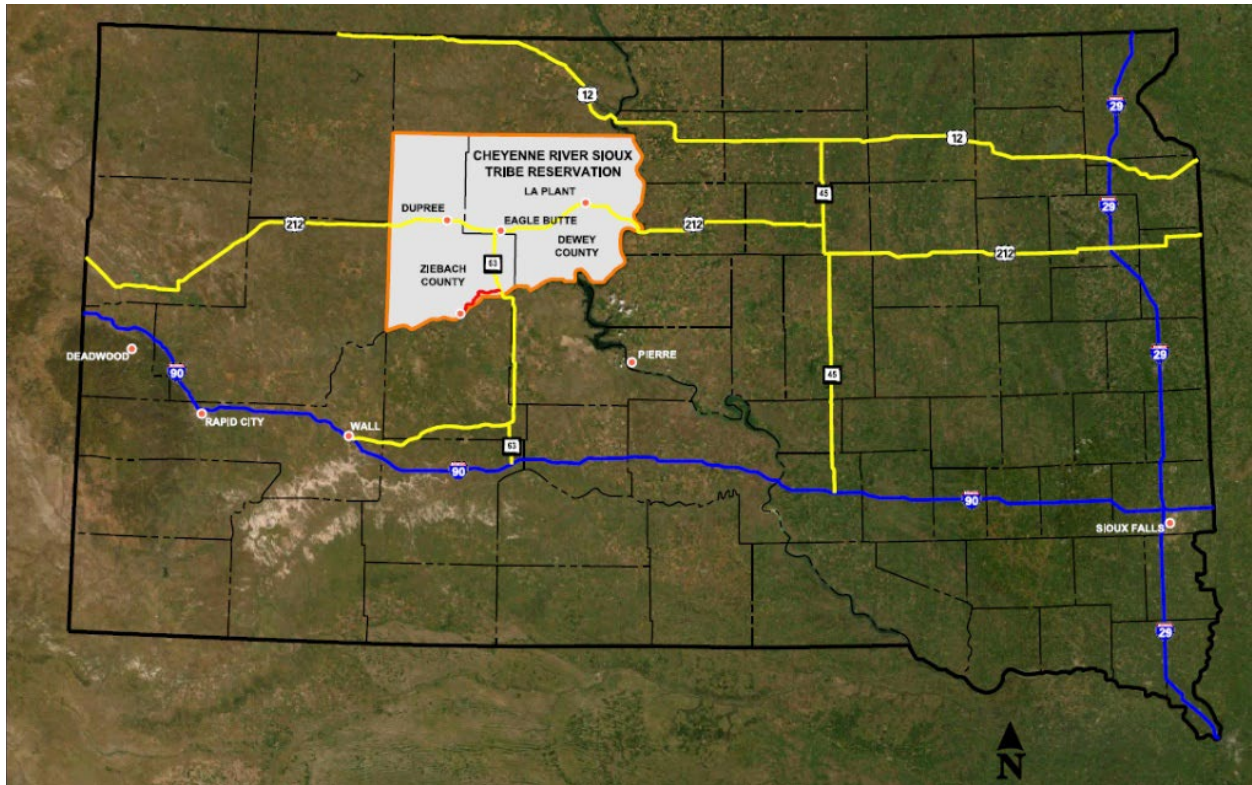 29
12
12
CHEYENNE RIVER SIOUX
TRIBE RESERVATION
LA PLANT
45
29
DUPREE
212
EAGLE BUTTE
212
DEWEY
COUNTY
212
63
ZIEBACH
COUNTY
DEADWOOD
PIERRE
29
90
45
RAPID CITY
WALL
63
90
90
SIOUX FALLS
29
N